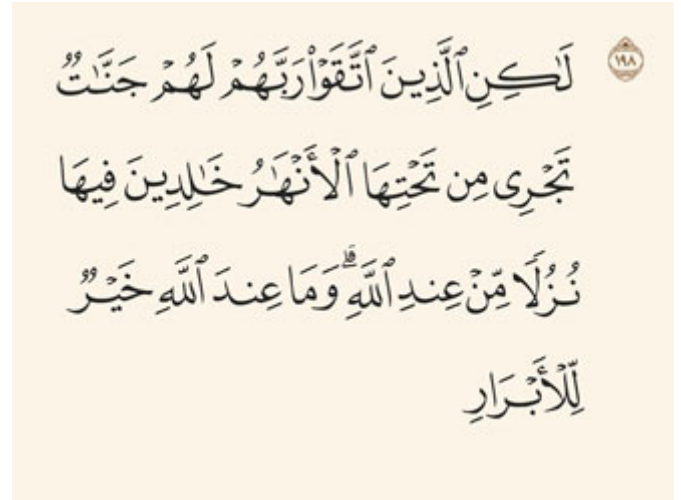 ١٩٨ لَٰكِنِ ٱلَّذِينَ ٱتَّقَوۡاْ رَبَّهُمۡ لَهُمۡ جَنَّٰتٞ
تَجۡرِي مِن تَحۡتِهَا ٱلۡأَنۡهَٰرُ خَٰلِدِينَ فِيهَا
نُزُلٗا مِّنۡ عِندِ ٱللَّهِۗ وَمَا عِندَ ٱللَّهِ خَيۡرٞ
لِّلۡأَبۡرَارِ